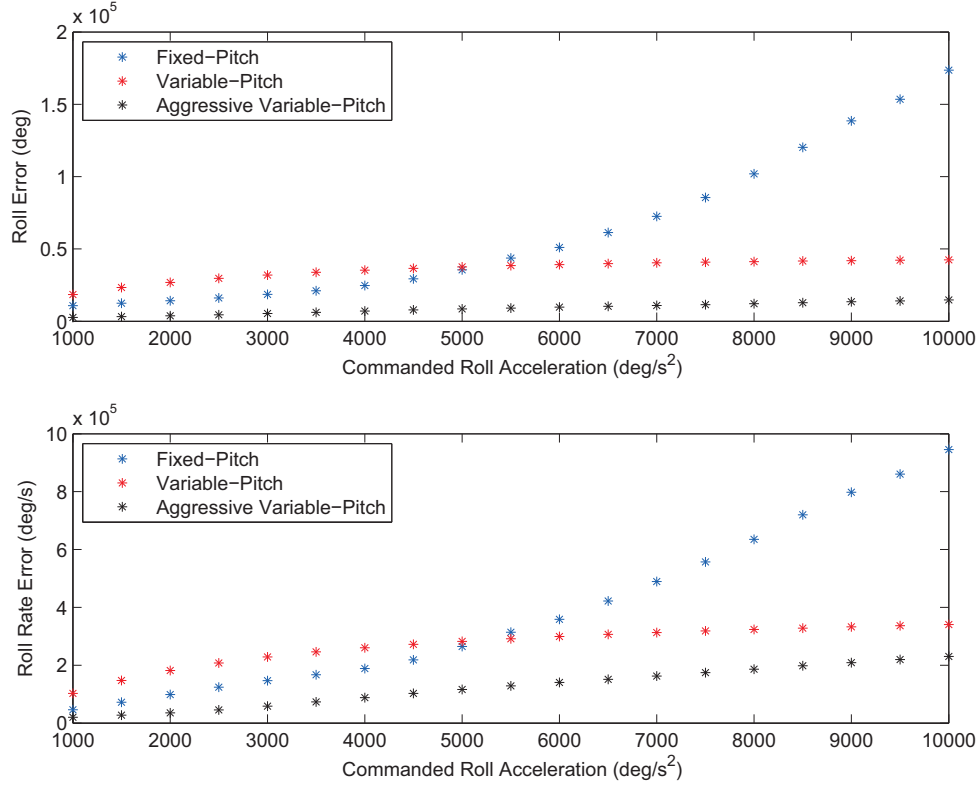 x 10^5
2
1.5
1
0.5
0
Roll Error (deg)
Fixed−Pitch
Variable−Pitch
Aggressive Variable−Pitch
1000 2000 3000 4000 5000 6000 7000 8000 9000 10000
Commanded Roll Acceleration (deg/s^2)
x 10^5
10
8
6
4
2
0
Roll Rate Error (deg/s)
Fixed−Pitch
Variable−Pitch
Aggressive Variable−Pitch
1000 2000 3000 4000 5000 6000 7000 8000 9000 10000
Commanded Roll Acceleration (deg/s^2)